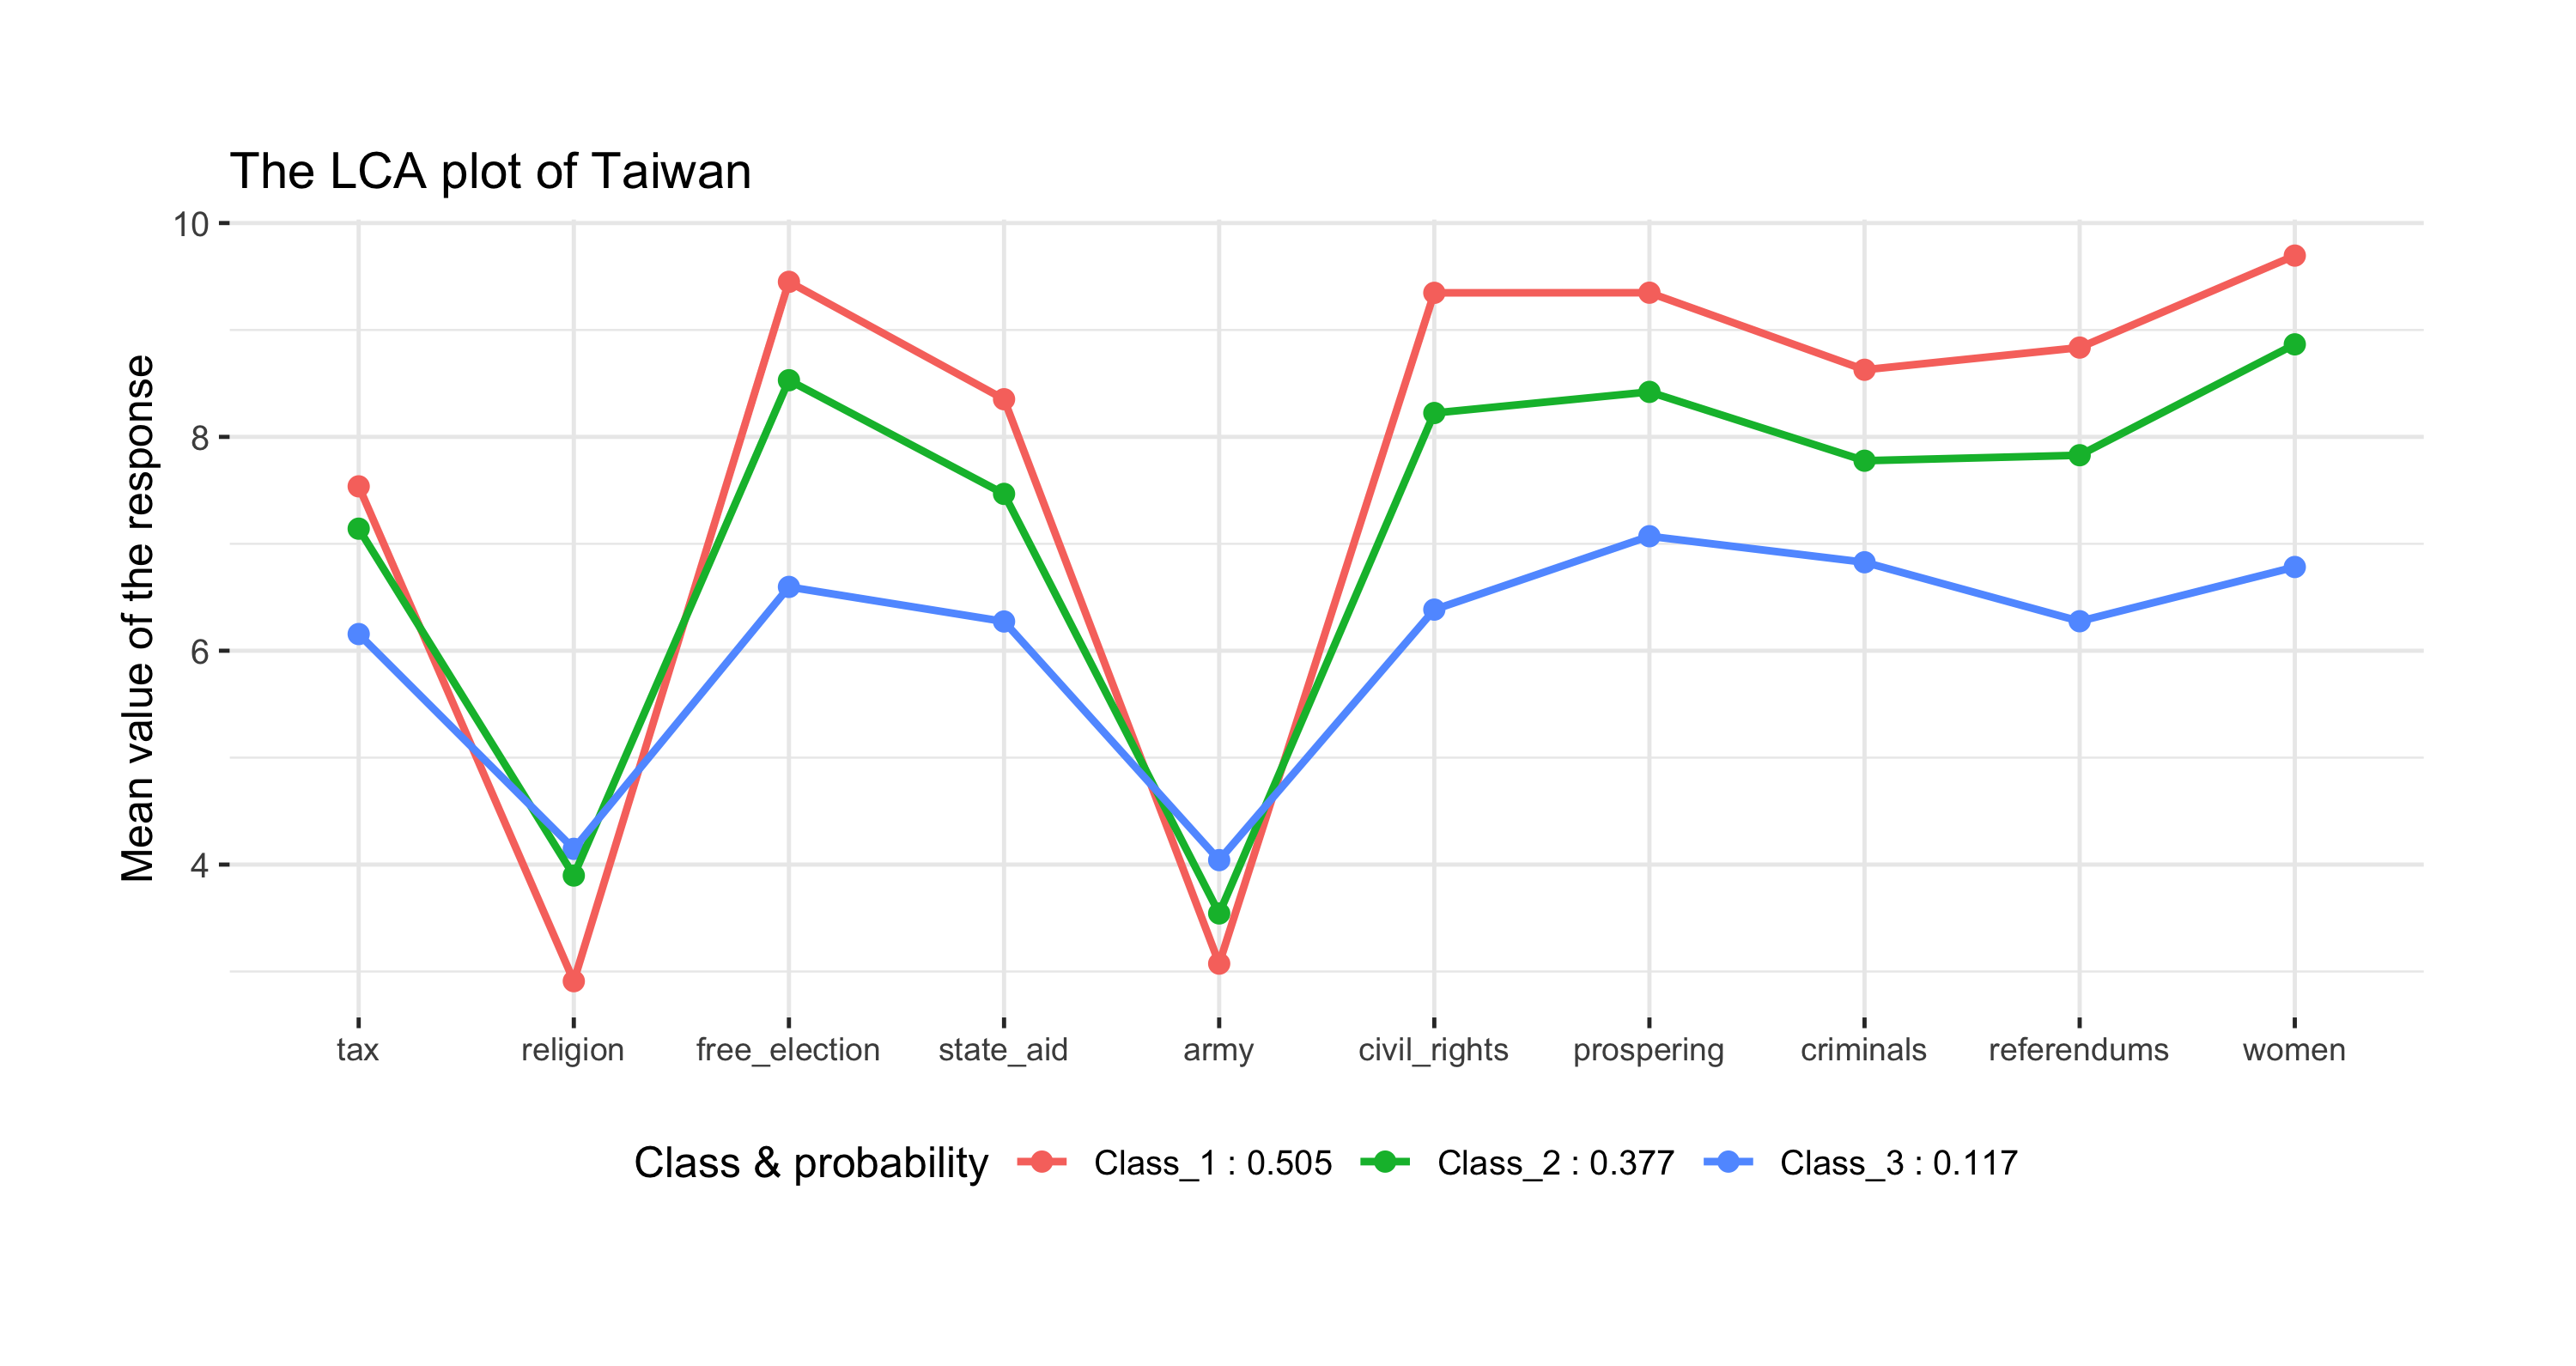 The LCA plot of Taiwan
10
8
6
4
Mean value of the response
tax religion free_election state_aid army civil_rights prospering criminals referendums women
Class & probability Class_1 : 0.505 Class_2 : 0.377 Class_3 : 0.117